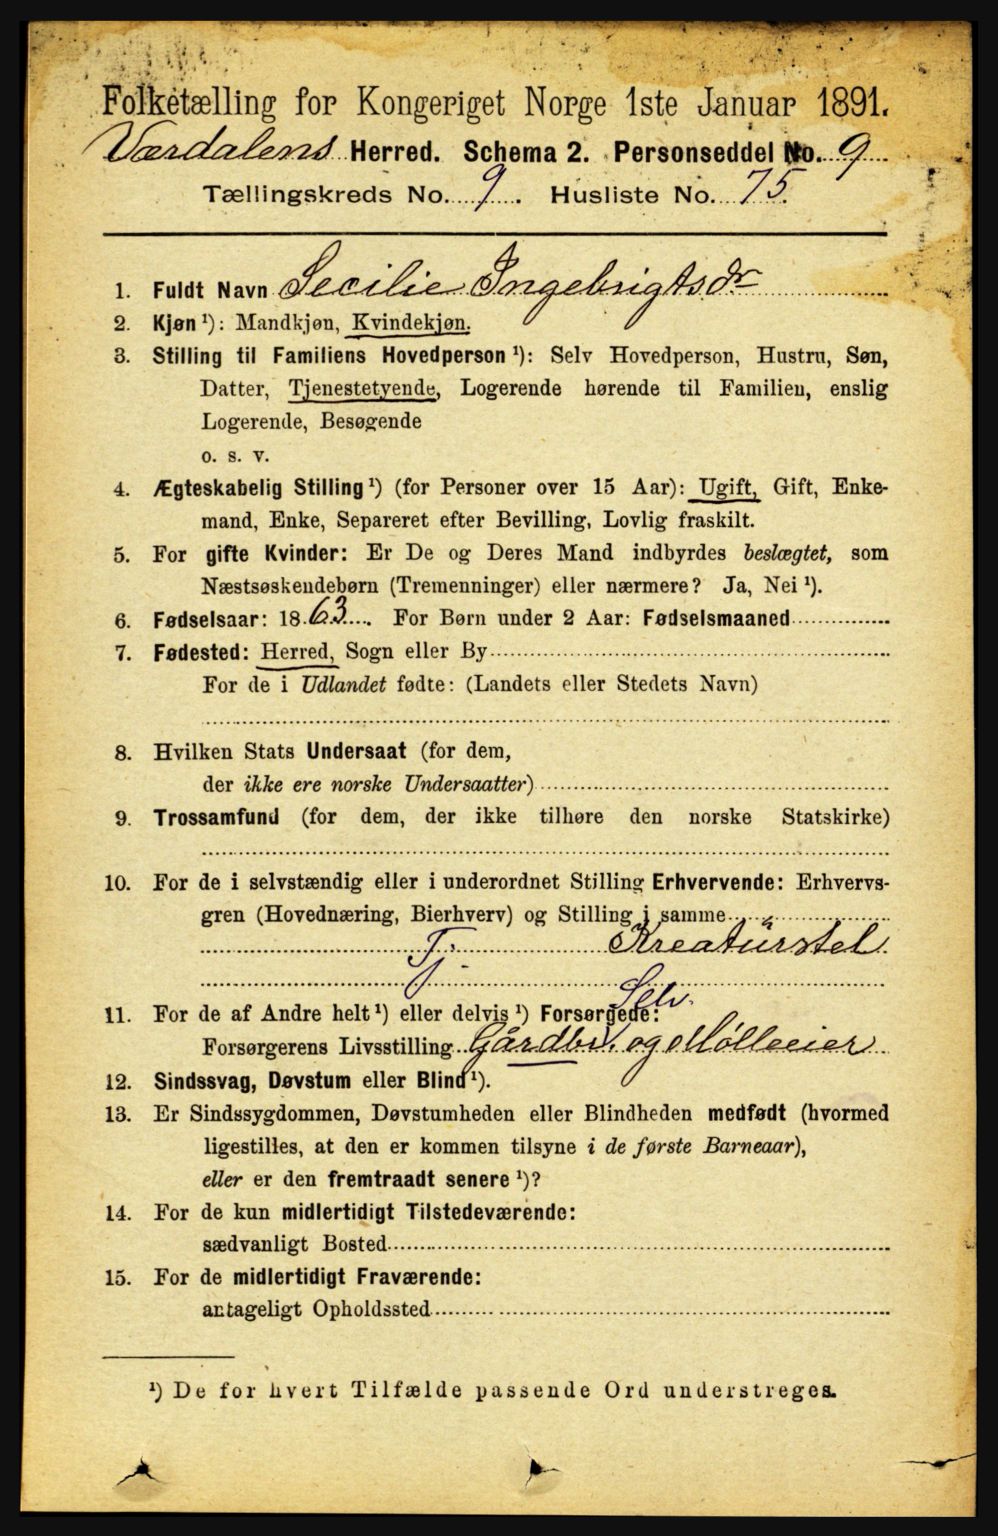 Folketælling for Kongeriget Norge 1ste Januar 1891.
Værdalens Herred. Schema 2. Personseddel No. 9
Tællingskreds No. 9. Husliste No. 75.
1. Fuldt Navn Secilie Ingebrigtsdr
2. Kjøn ¹): Mandkjøn, Kvindekjøn.
3. Stilling til Familiens Hovedperson ¹): Selv Hovedperson, Hustru, Søn,
Datter, Tjenestetyende, Logerende hørende til Familien, enslig
Logerende, Besøgende
o. s. v.
4. Ægteskabelig Stilling ¹) (for Personer over 15 Aar): Ugift, Gift, Enke-
mand, Enke, Separeret efter Bevilling, Lovlig fraskilt.
5. For gifte Kvinder: Er De og Deres Mand indbyrdes beslægtet, som
Næstsøskendebørn (Tremenninger) eller nærmere? Ja, Nei ¹).
6. Fødselsaar: 1863. For Børn under 2 Aar: Fødselsmaaned
7. Fødested: Herred, Sogn eller By
For de i Udlandet fødte: (Landets eller Stedets Navn)
8. Hvilken Stats Undersaat (for dem,
der ikke ere norske Undersaatter)
9. Trossamfund (for dem, der ikke tilhøre den norske Statskirke)
10. For de i selvstændig eller i underordnet Stilling Erhvervende: Erhvervs-
gren (Hovednæring, Bierhverv) og Stilling i samme
Tj. Kreaturstel
Selv.
11. For de af Andre helt ¹) eller delvis ¹) Forsørgede:
Forsørgerens Livsstilling Gårdbr. og Mølleeier
12. Sindssvag, Døvstum eller Blind ¹).
13. Er Sindssygdommen, Døvstumheden eller Blindheden medfødt (hvormed
ligestilles, at den er kommen tilsyne i de første Barneaar),
eller er den fremtraadt senere ¹)?
14. For de kun midlertidigt Tilstedeværende:
sædvanligt Bosted
15. For de midlertidigt Fraværende:
antageligt Opholdssted
¹) De for hvert Tilfælde passende Ord understreges.